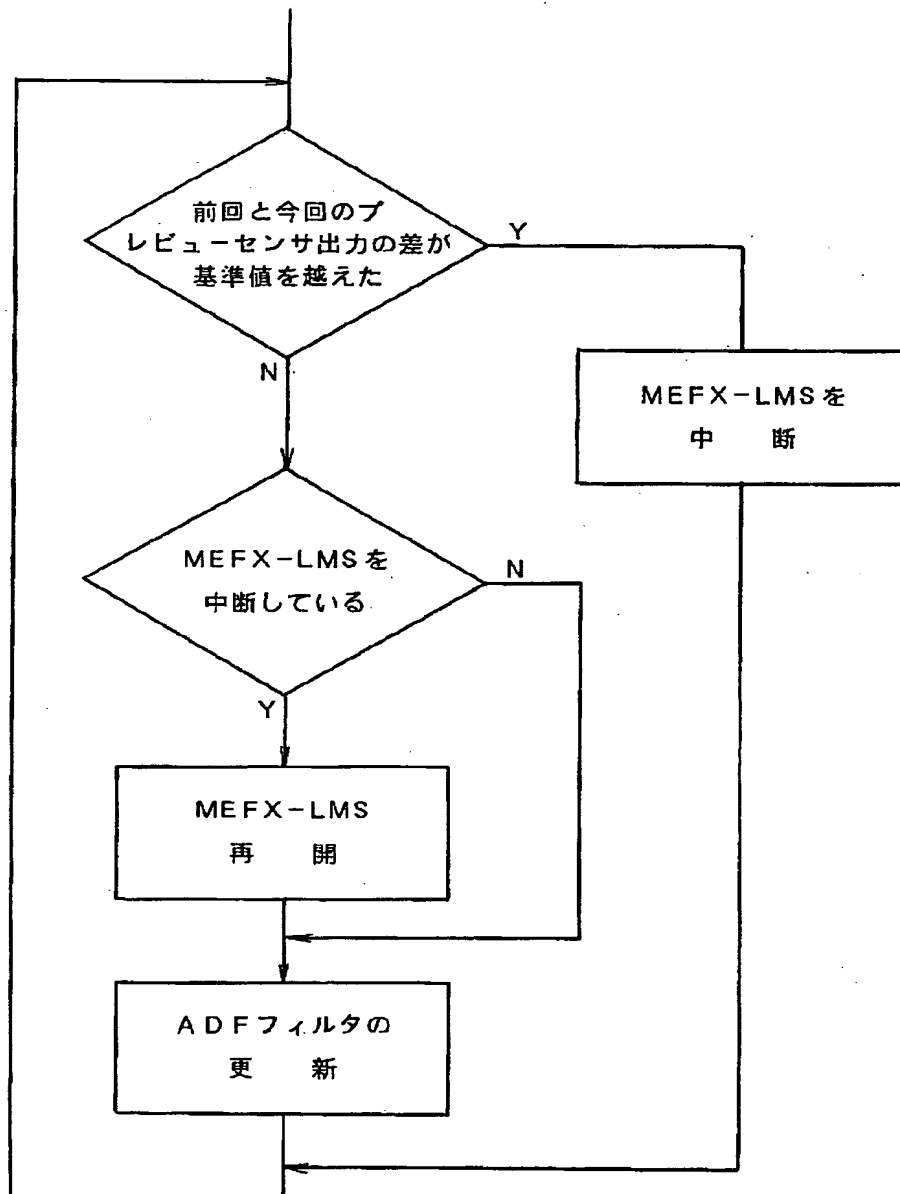 前回と今回のプ
レビューセンサ出力の差が
基準値を越えた
Y
N
MEFX-LMSを
中 断
MEFX-LMSを
中断している
N
Y
MEFX-LMS
再 開
ADFフィルタの
更 新